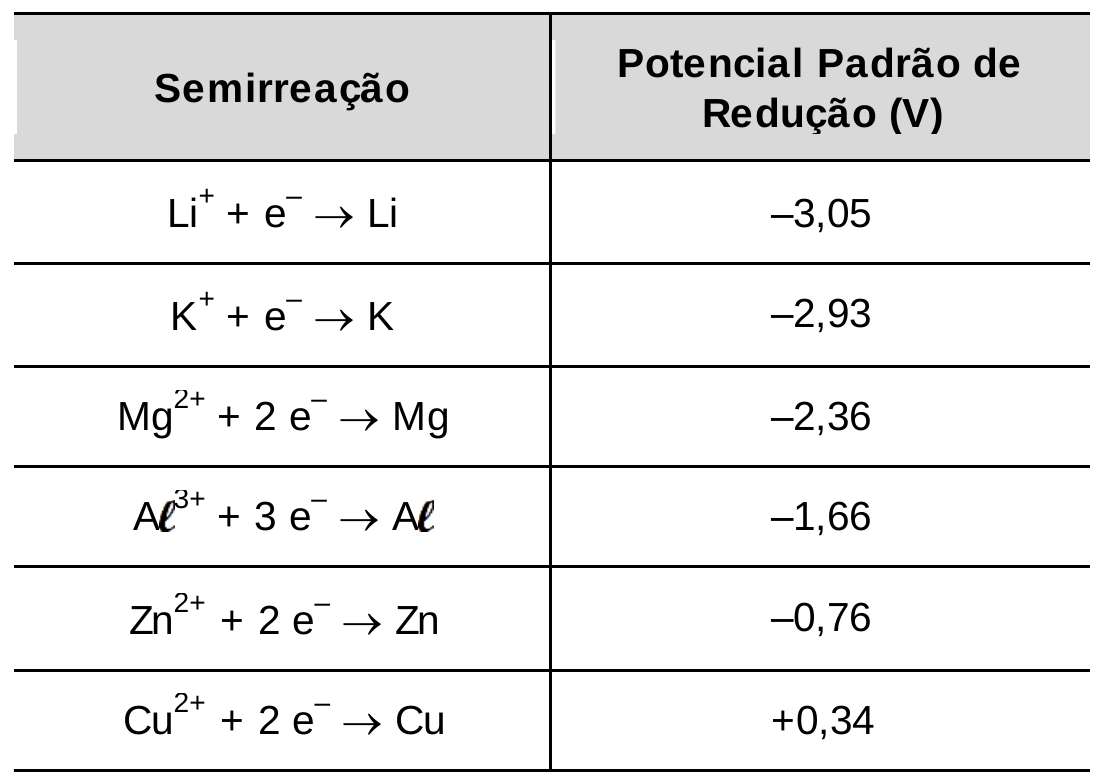 Semirreação
Potencial Padrão de
Redução (V)
Li⁺ + e⁻ → Li
–3,05
K⁺ + e⁻ → K
–2,93
Mg²⁺ + 2 e⁻ → Mg
–2,36
Aℓ³⁺ + 3 e⁻ → Aℓ
–1,66
Zn²⁺ + 2 e⁻ → Zn
–0,76
Cu²⁺ + 2 e⁻ → Cu
+0,34